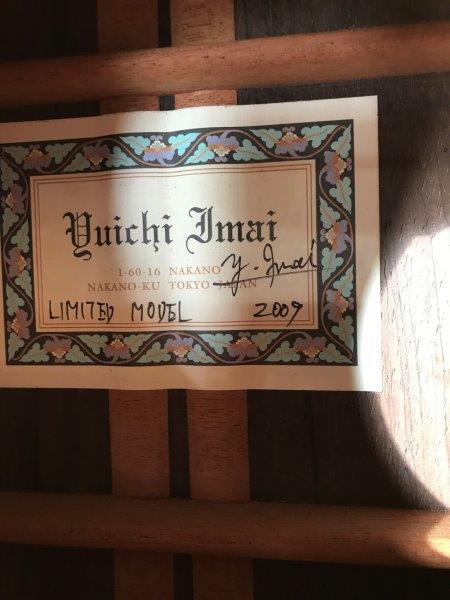 Yuichi Imai
1-60-16 NAKANO
NAKANO-KU TOKYO JAPAN
Y. Imai
LIMITED MODEL 2009